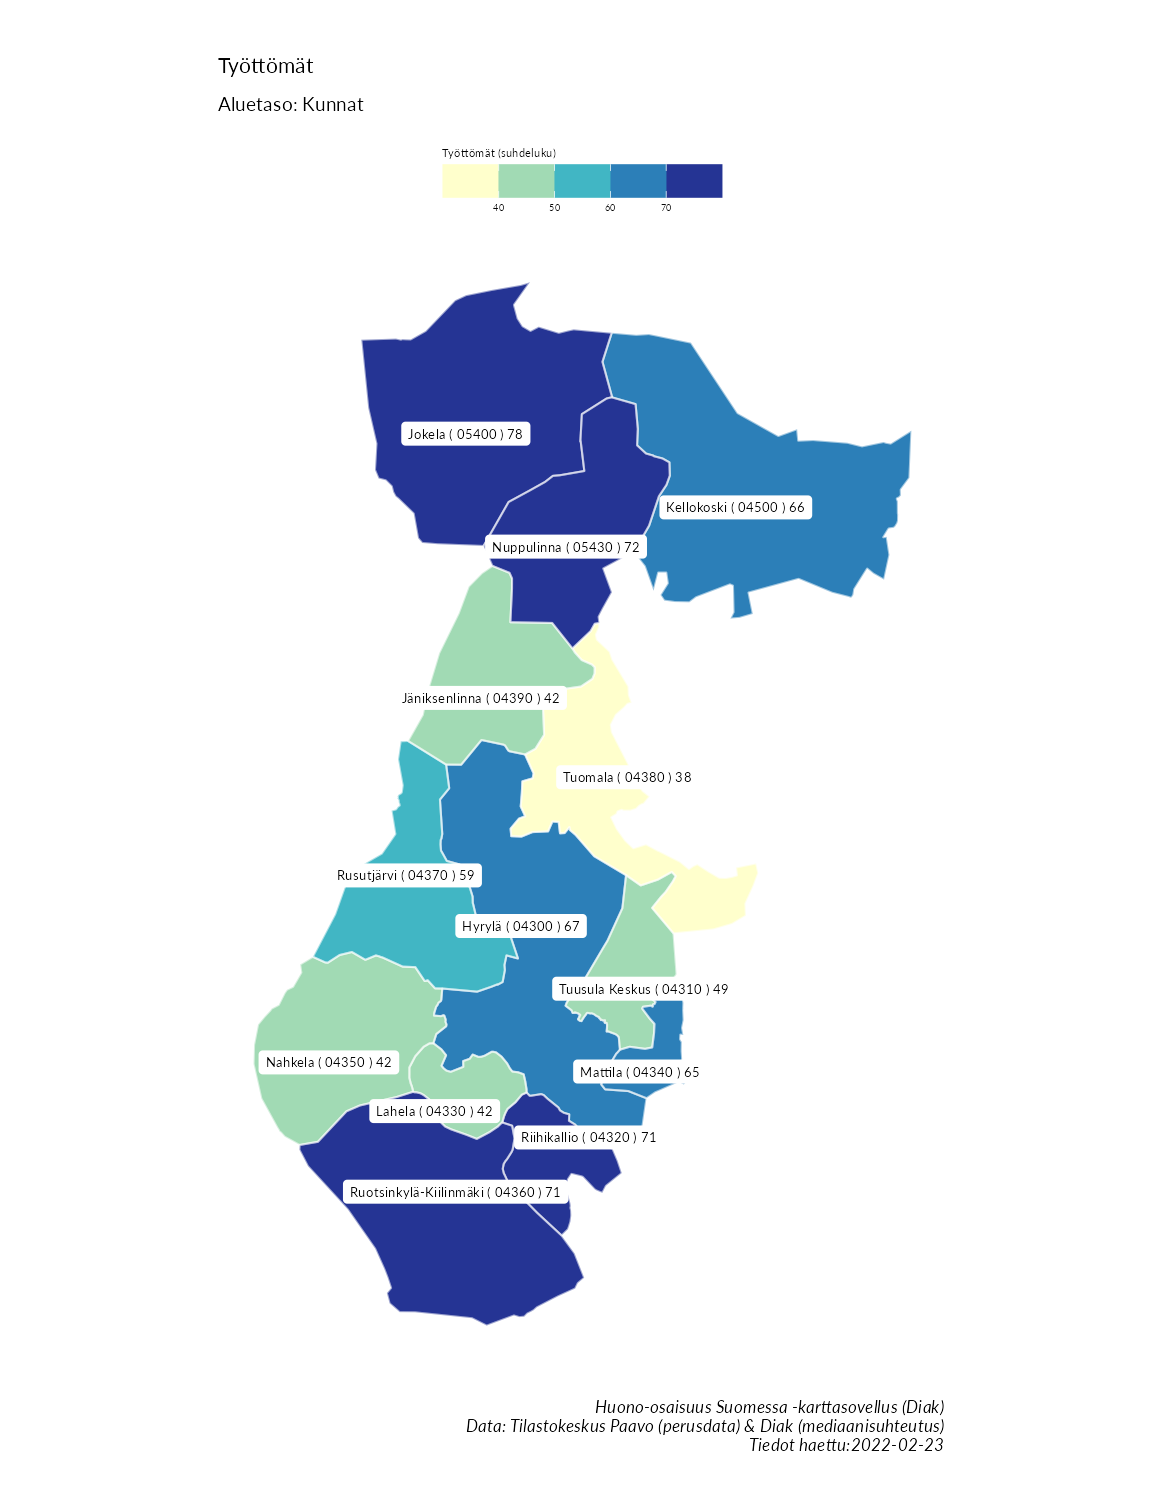 Työttömät
Aluetaso: Kunnat
Työttömät (suhdeluku)
40 50 60 70
Jokela ( 05400 ) 78
Kellokoski ( 04500 ) 66
Nuppulinna ( 05430 ) 72
Jäniksenlinna ( 04390 ) 42
Tuomala ( 04380 ) 38
Rusutjärvi ( 04370 ) 59
Hyrylä ( 04300 ) 67
Tuusula Keskus ( 04310 ) 49
Nahkela ( 04350 ) 42
Mattila ( 04340 ) 65
Lahela ( 04330 ) 42
Riihikallio ( 04320 ) 71
Ruotsinkylä-Kiilinmäki ( 04360 ) 71
Huono-osaisuus Suomessa -karttasovellus (Diak)
Data: Tilastokeskus Paavo (perusdata) & Diak (mediaanisuhteutus)
Tiedot haettu:2022-02-23